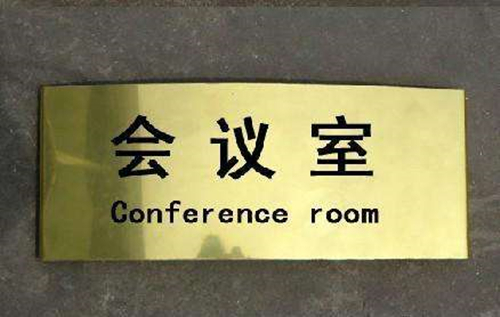 会议室
Conference room